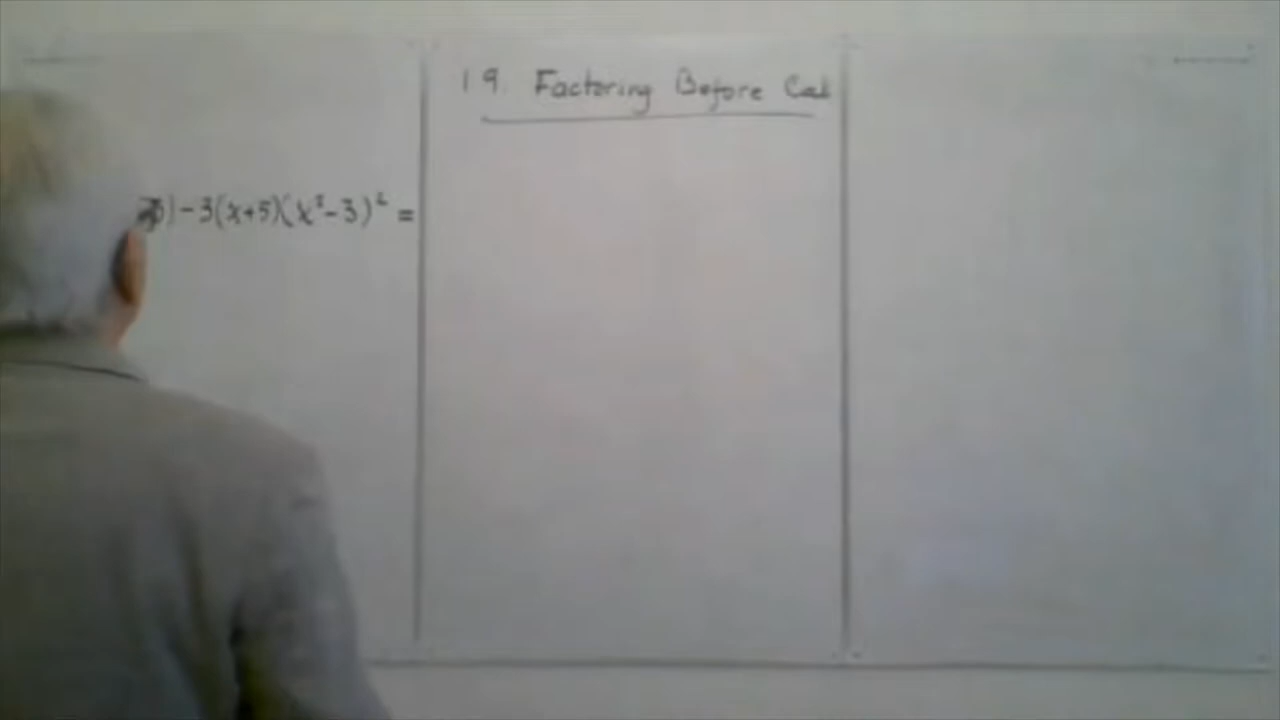 19. Factoring Before Cal
) - 3(x+5)(x²-3)² =